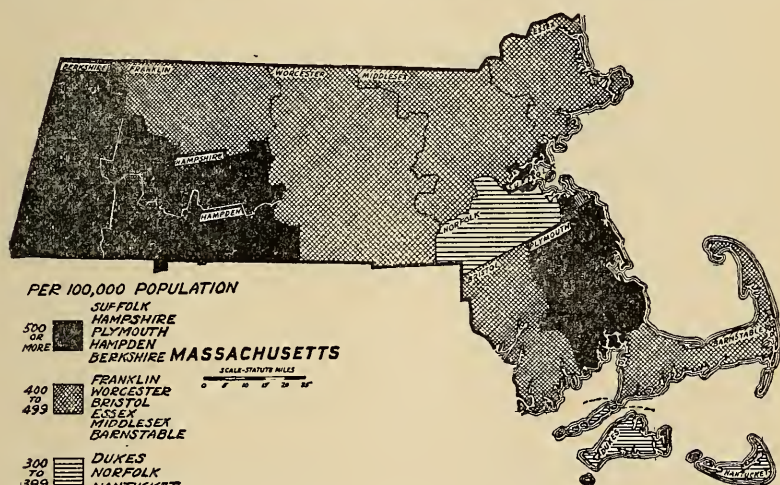 ESSEX
BERKSHIRE FRANKLIN WORCESTER MIDDLESEX
HAMPSHIRE
HAMPDEN
NORFOLK
PLYMOUTH
BRISTOL
BARNSTABLE
DUKES
NANTUCKET
PER 100,000 POPULATION
500 OR MORE
SUFFOLK
HAMPSHIRE
PLYMOUTH
HAMPDEN
BERKSHIRE
MASSACHUSETTS
SCALE-STATUTE MILES
0 5 10 15 20 25
400 TO 499
FRANKLIN
WORCESTER
BRISTOL
ESSEX
MIDDLESEX
BARNSTABLE
300 TO 399
DUKES
NORFOLK
NANTUCKET